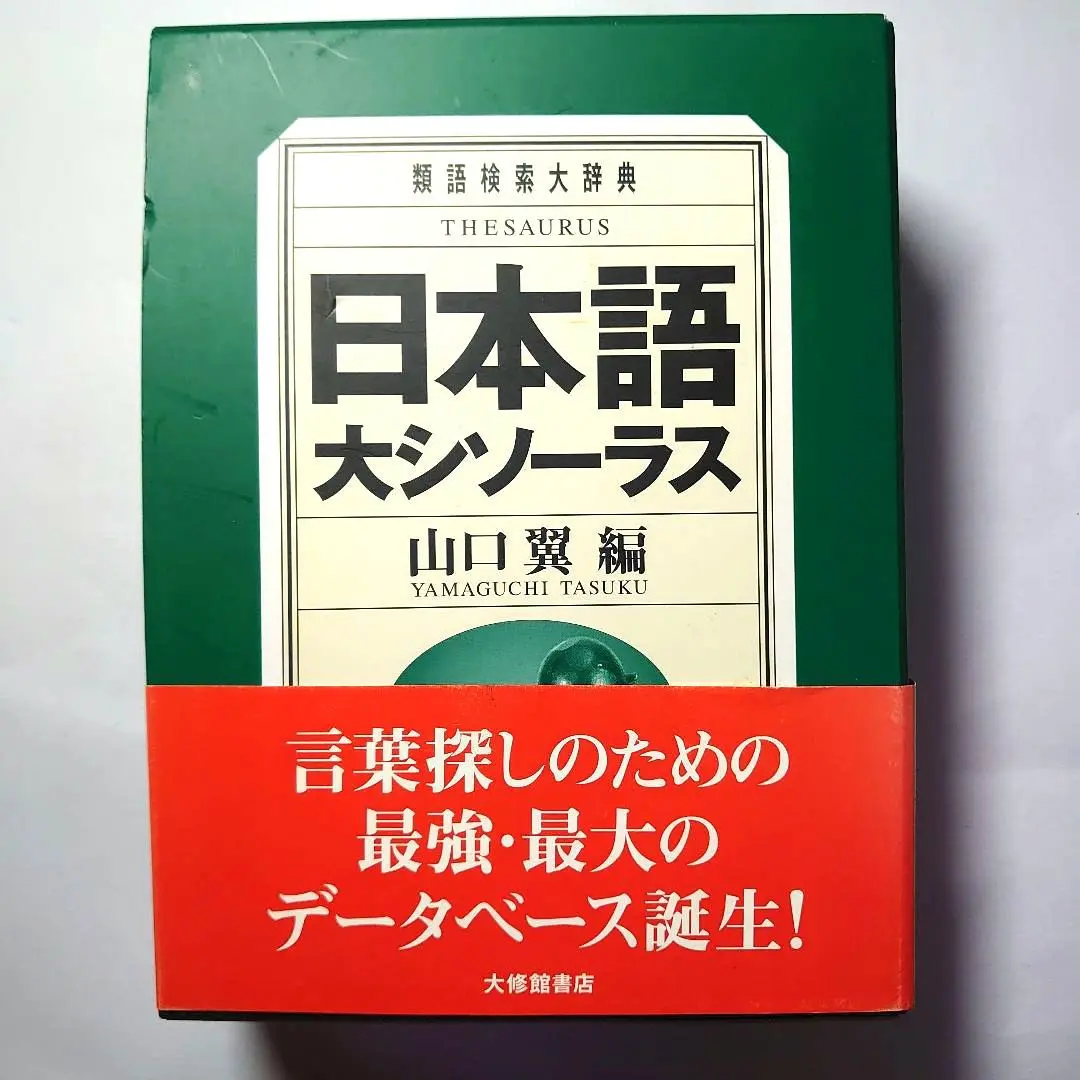 類語検索大辞典
THESAURUS
日本語
大シソーラス
山口翼 編
YAMAGUCHI TASUKU
言葉探しのための
最強・最大の
データベース誕生!
大修館書店